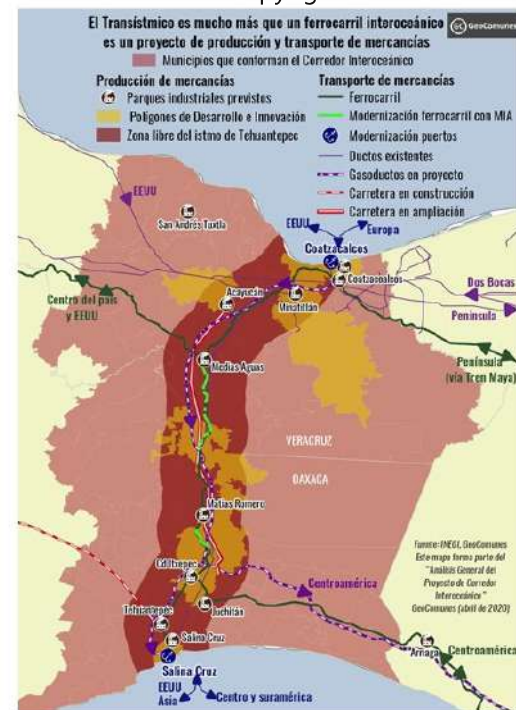 El Transístmico es mucho más que un ferrocarril interoceánico
es un proyecto de producción y transporte de mercancías
GC GeoComunes
Municipios que conforman el Corredor Interoceánico
Producción de mercancías
Parques industriales previstos
Polígonos de Desarrollo e Innovación
Zona libre del istmo de Tehuantepec
Transporte de mercancías
Ferrocarril
Modernización ferrocarril con MIA
Modernización puertos
Ductos existentes
Gasoductos en proyecto
Carretera en construcción
Carretera en ampliación
EEUU
San Andrés Tuxtla
EEUU
Europa
Coatzacoalcos
Coatzacoalcos
Acayucán
Minatitlán
Dos Bocas
Centro del país
y EEUU
Península
Medias Aguas
Península
(vía Tren Maya)
VERACRUZ
OAXACA
Matías Romero
Fuente: INEGI, GeoComunes
Este mapa forma parte del
"Análisis General del
Proyecto de Corredor
Interoceánico"
GeoComunes (abril de 2020)
Cd Ixtepec
Centroamérica
Tehuantepec
Juchitán
Salina Cruz
Arriaga
Centroamérica
Salina Cruz
EEUU
Asia
Centro y suramérica